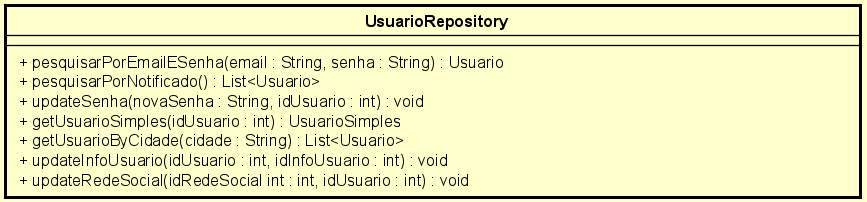 UsuarioRepository
+ pesquisarPorEmailESenha(email : String, senha : String) : Usuario
+ pesquisarPorNotificado() : List<Usuario>
+ updateSenha(novaSenha : String, idUsuario : int) : void
+ getUsuarioSimples(idUsuario : int) : UsuarioSimples
+ getUsuarioByCidade(cidade : String) : List<Usuario>
+ updateInfoUsuario(idUsuario : int, idInfoUsuario : int) : void
+ updateRedeSocial(idRedeSocial int : int, idUsuario : int) : void